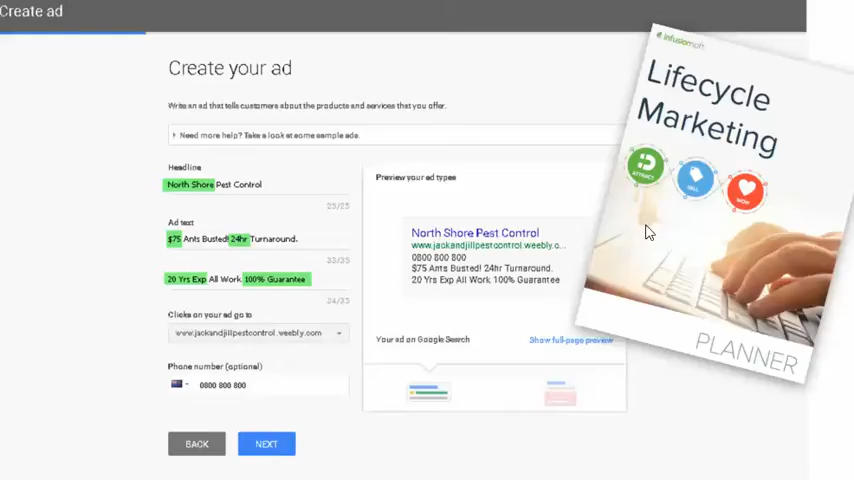 Create ad
Create your ad
Write an ad that tells customers about the products and services that you offer.
Need more help? Take a look at some sample ads.
Headline
North Shore Pest Control
25/25
Ad text
$75 Ants Busted! 24hr Turnaround.
33/35
20 Yrs Exp All Work 100% Guarantee
34/35
Clicks on your ad go to
www.jackandjillpestcontrol.weebly.com
Phone number (optional)
0800 800 800
BACK
NEXT
Preview your ad types
North Shore Pest Control
www.jackandjillpestcontrol.weebly.c...
0800 800 800
$75 Ants Busted! 24hr Turnaround.
20 Yrs Exp All Work 100% Guarantee
Your ad on Google Search
Show full-page preview
infusionsoft
Lifecycle
Marketing
ATTRACT
SELL
WOW
PLANNER